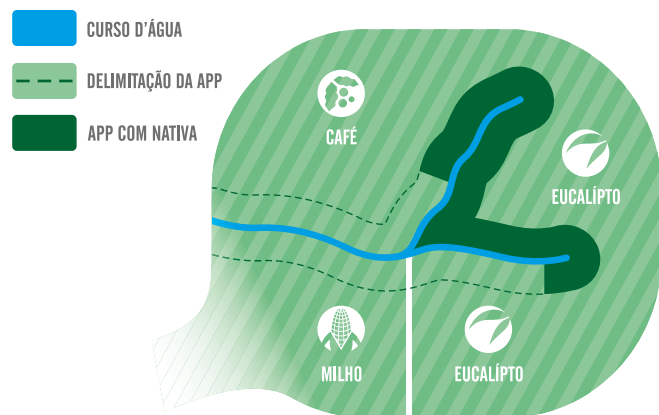 CURSO D'ÁGUA
DELIMITAÇÃO DA APP
APP COM NATIVA
CAFÉ
EUCALÍPTO
MILHO
EUCALÍPTO